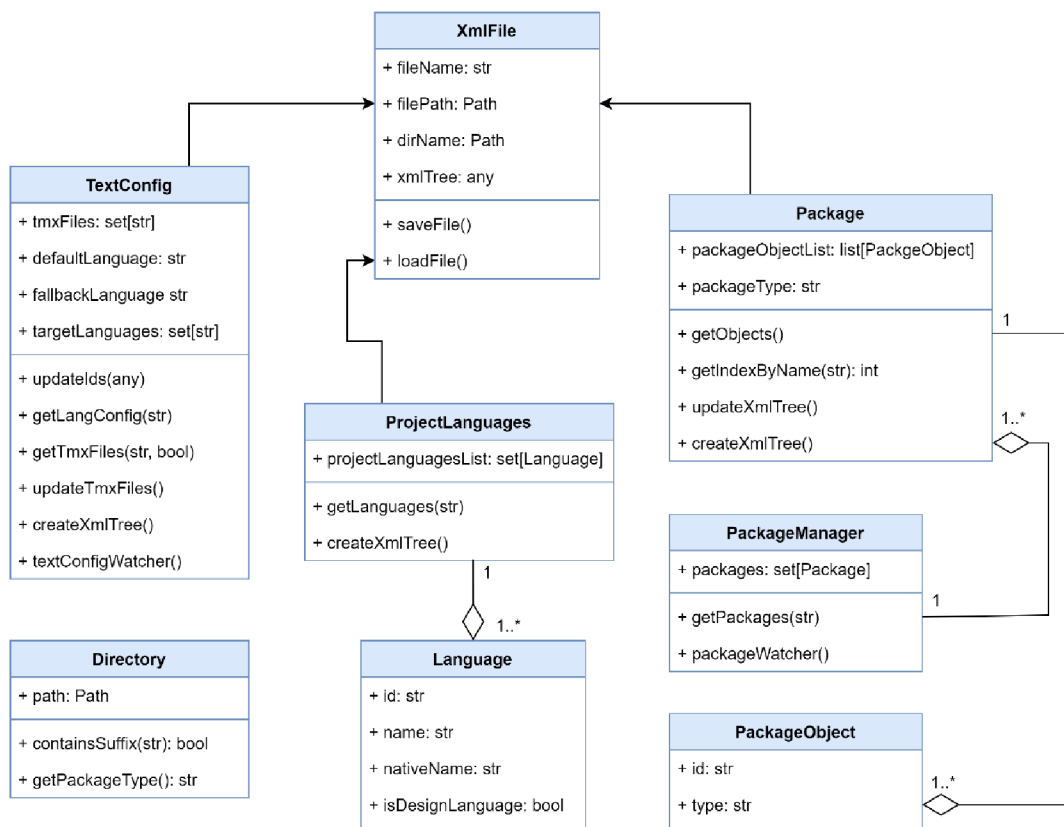 XmlFile
+ fileName: str
+ filePath: Path
+ dirName: Path
+ xmlTree: any
+ saveFile()
+ loadFile()
TextConfig
+ tmxFiles: set[str]
+ defaultLanguage: str
+ fallbackLanguage str
+ targetLanguages: set[str]
+ updateIds(any)
+ getLangConfig(str)
+ getTmxFiles(str, bool)
+ updateTmxFiles()
+ createXmlTree()
+ textConfigWatcher()
Package
+ packageObjectList: list[PackgeObject]
+ packageType: str
+ getObjects()
+ getIndexByName(str): int
+ updateXmlTree()
+ createXmlTree()
1
1..*
ProjectLanguages
+ projectLanguagesList: set[Language]
+ getLanguages(str)
+ createXmlTree()
1
1..*
PackageManager
+ packages: set[Package]
+ getPackages(str)
+ packageWatcher()
1
Directory
+ path: Path
+ containsSuffix(str): bool
+ getPackageType(): str
Language
+ id: str
+ name: str
+ nativeName: str
+ isDesignLanguage: bool
PackageObject
+ id: str
+ type: str
1..*